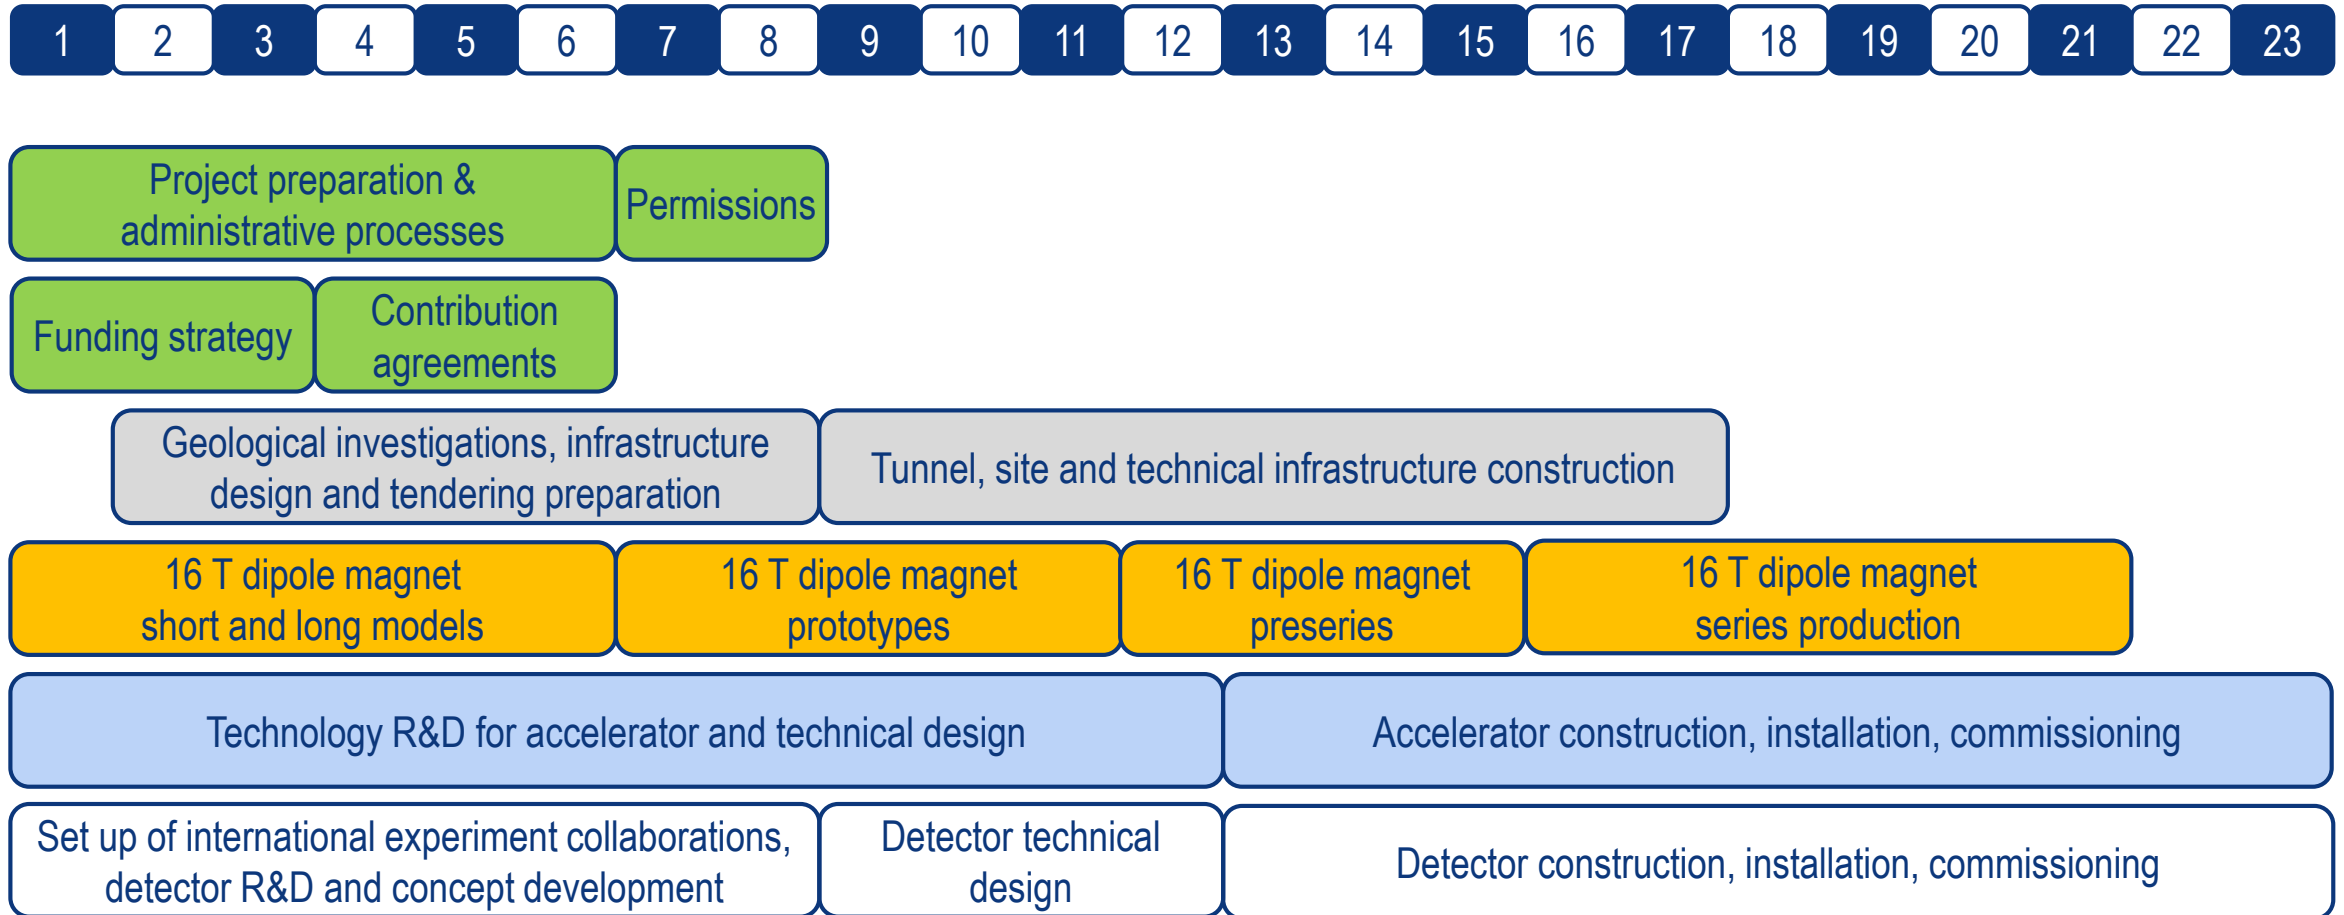 1 2 3 4 5 6 7 8 9 10 11 12 13 14 15 16 17 18 19 20 21 22 23
Project preparation &
administrative processes
Permissions
Funding strategy
Contribution
agreements
Geological investigations, infrastructure
design and tendering preparation
Tunnel, site and technical infrastructure construction
16 T dipole magnet
short and long models
16 T dipole magnet
prototypes
16 T dipole magnet
preseries
16 T dipole magnet
series production
Technology R&D for accelerator and technical design
Accelerator construction, installation, commissioning
Set up of international experiment collaborations,
detector R&D and concept development
Detector technical
design
Detector construction, installation, commissioning